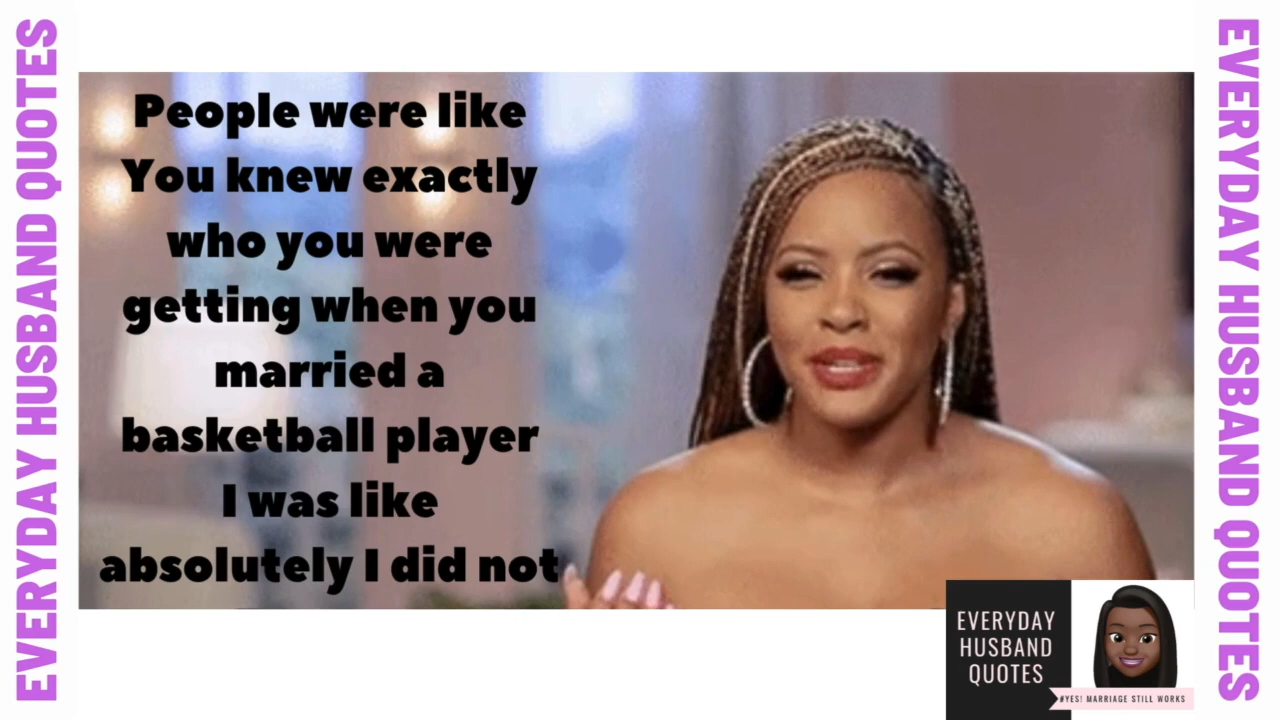 EVERYDAY HUSBAND QUOTES
People were like
You knew exactly
who you were
getting when you
married a
basketball player
I was like
absolutely I did not
EVERYDAY HUSBAND QUOTES
EVERYDAY
HUSBAND
QUOTES
#YES! MARRIAGE STILL WORKS